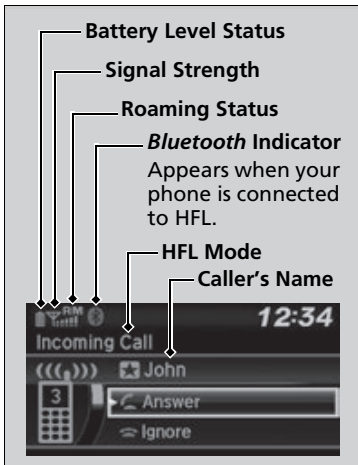 Battery Level Status
Signal Strength
Roaming Status
Bluetooth Indicator
Appears when your
phone is connected
to HFL.
HFL Mode
Caller's Name
RM
12:34
Incoming Call
John
3
Answer
Ignore